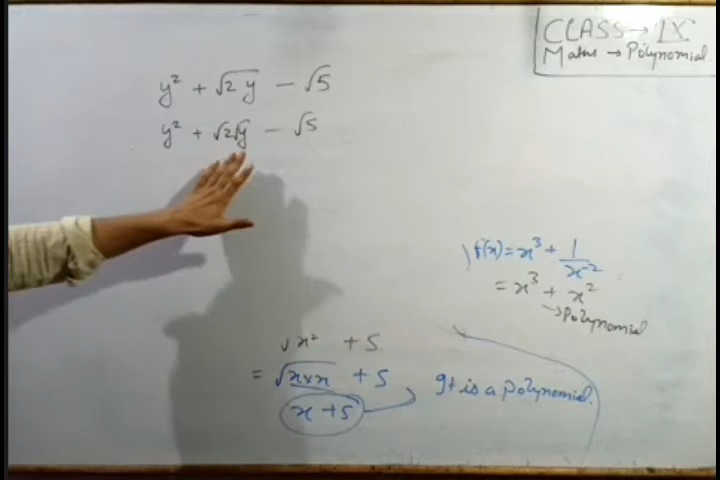 CLASS → IX
Maths → Polynomial.
y² + √2y − √5
y² + √2√y − √5
f(x) = x³ + 1/x⁻²
= x³ + x²
→ Polynomial
√x² + 5
= √x×x + 5
x + 5
It is a polynomial.